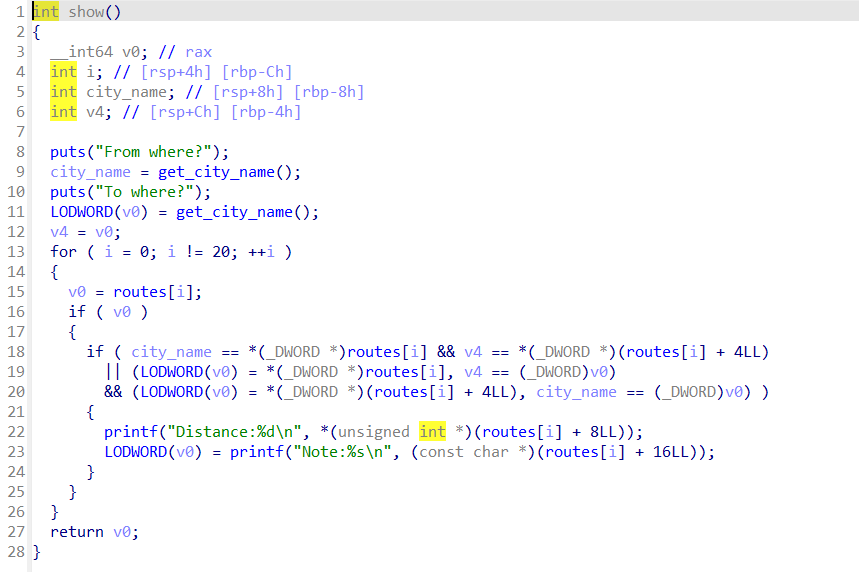 1 int show()
2 {
3 __int64 v0; // rax
4 int i; // [rsp+4h] [rbp-Ch]
5 int city_name; // [rsp+8h] [rbp-8h]
6 int v4; // [rsp+Ch] [rbp-4h]
7
8 puts("From where?");
9 city_name = get_city_name();
10 puts("To where?");
11 LODWORD(v0) = get_city_name();
12 v4 = v0;
13 for ( i = 0; i != 20; ++i )
14 {
15 v0 = routes[i];
16 if ( v0 )
17 {
18 if ( city_name == *(_DWORD *)routes[i] && v4 == *(_DWORD *)(routes[i] + 4LL)
19 || (LODWORD(v0) = *(_DWORD *)routes[i], v4 == (_DWORD)v0)
20 && (LODWORD(v0) = *(_DWORD *)(routes[i] + 4LL), city_name == (_DWORD)v0) )
21 {
22 printf("Distance:%d\n", *(unsigned int *)(routes[i] + 8LL));
23 LODWORD(v0) = printf("Note:%s\n", (const char *)(routes[i] + 16LL));
24 }
25 }
26 }
27 return v0;
28 }